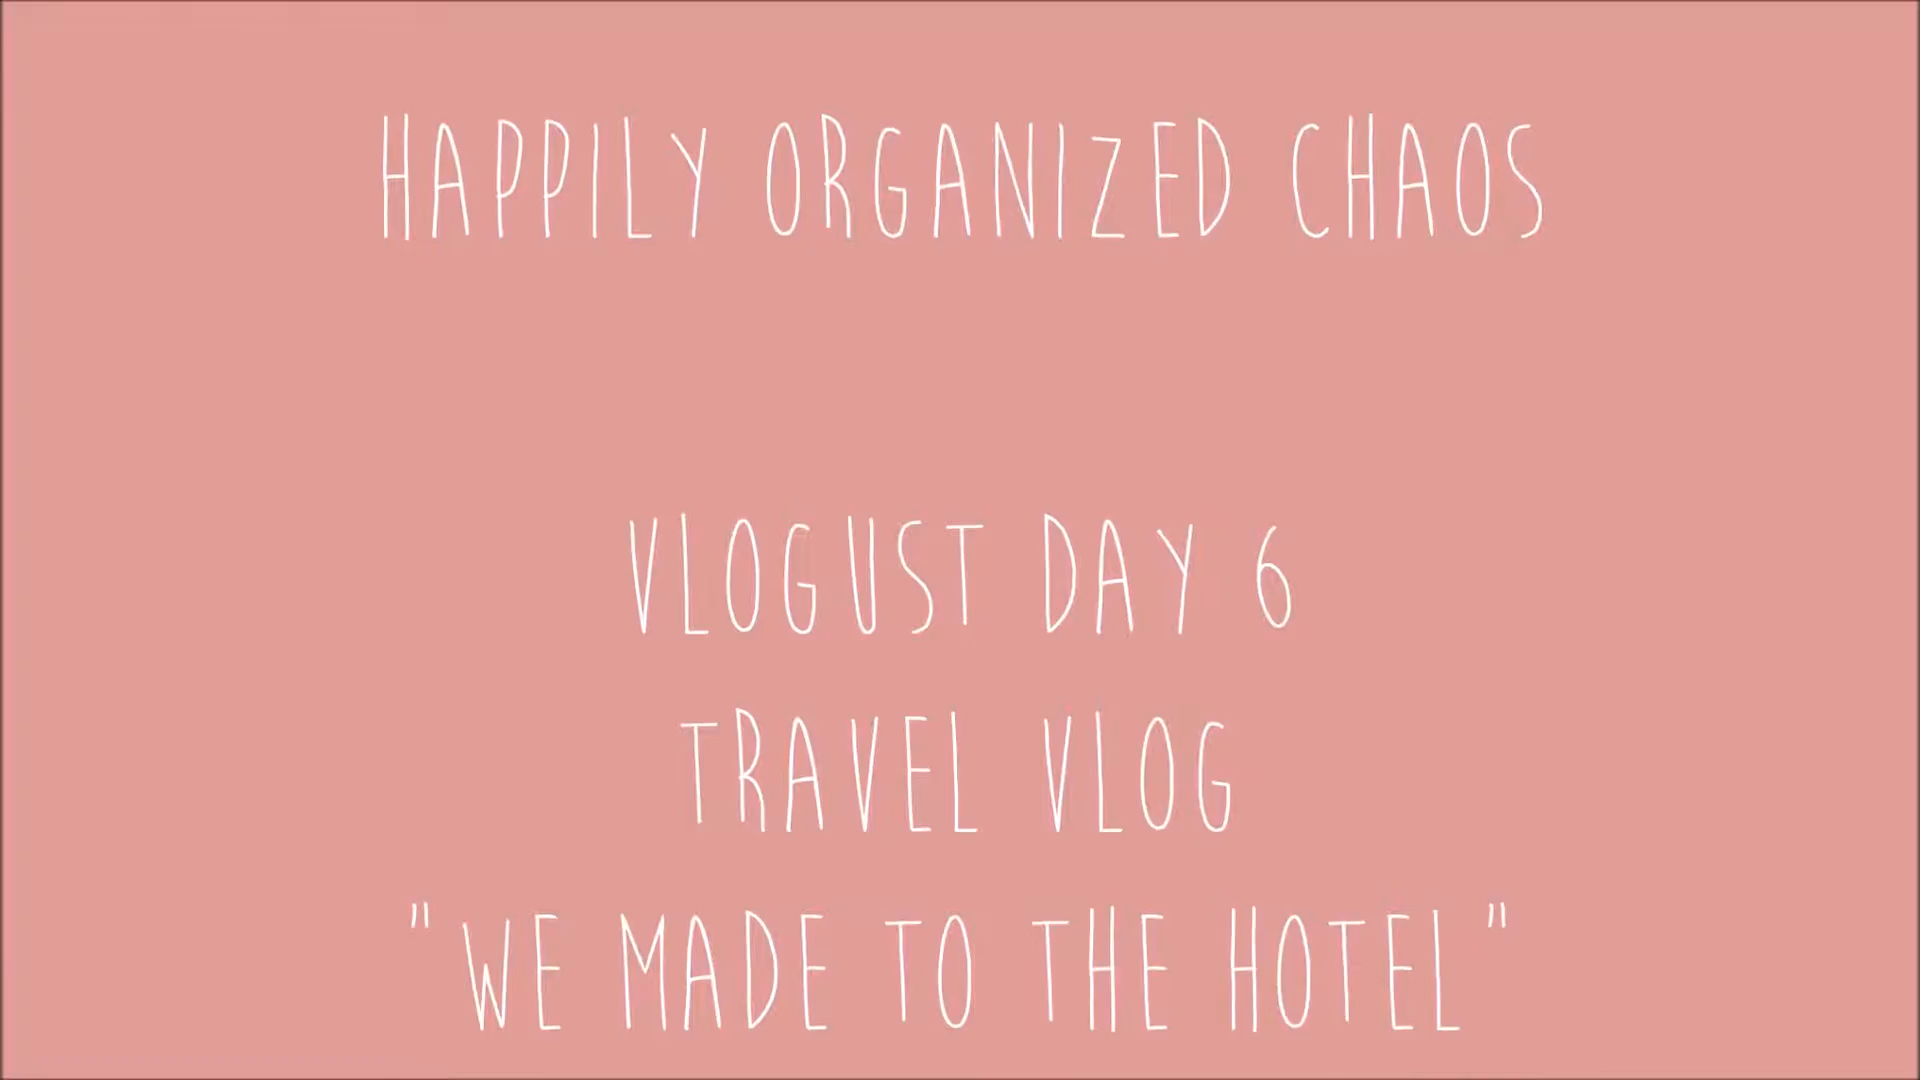 HAPPILY ORGANIZED CHAOS
VLOGUST DAY 6
TRAVEL VLOG
"WE MADE TO THE HOTEL"